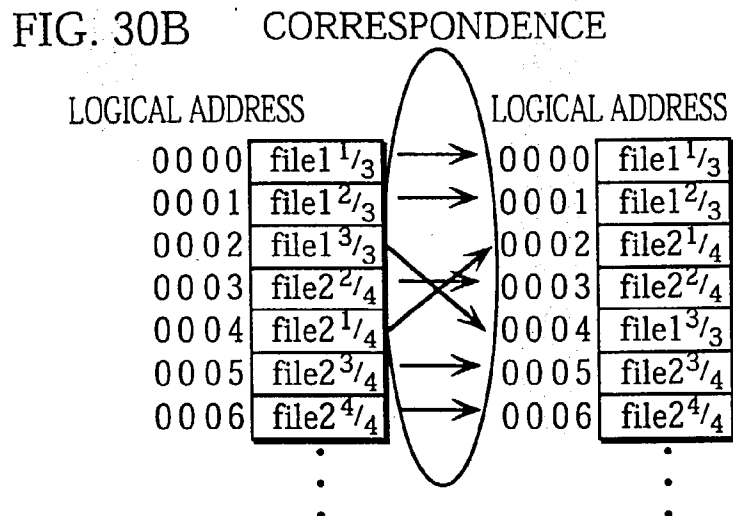 FIG. 30B CORRESPONDENCE
LOGICAL ADDRESS LOGICAL ADDRESS
0000 file1 1/3 0000 file1 1/3
0001 file1 2/3 0001 file1 2/3
0002 file1 3/3 0002 file2 1/4
0003 file2 2/4 0003 file2 2/4
0004 file2 1/4 0004 file1 3/3
0005 file2 3/4 0005 file2 3/4
0006 file2 4/4 0006 file2 4/4